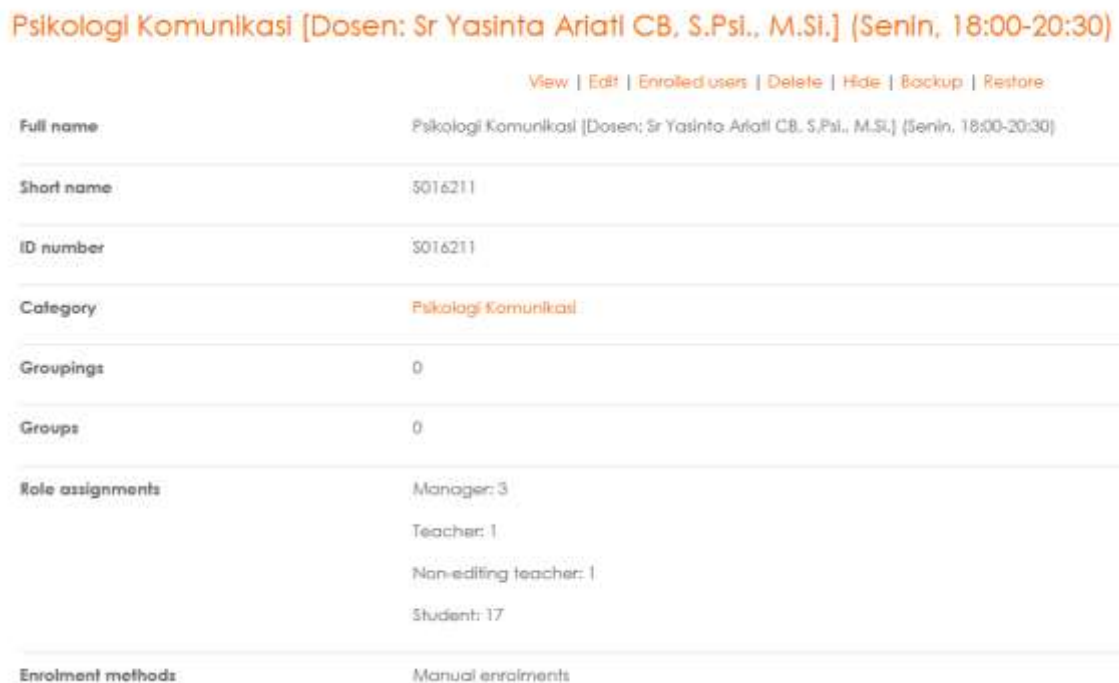 Psikologi Komunikasi [Dosen: Sr Yasinta Ariati CB, S.Psi., M.Si.] (Senin, 18:00-20:30)
View | Edit | Enrolled users | Delete | Hide | Backup | Restore
Full name Psikologi Komunikasi [Dosen: Sr Yasinta Ariati CB, S.Psi., M.Si.] (Senin, 18:00-20:30)
Short name S016211
ID number S016211
Category Psikologi Komunikasi
Groupings 0
Groups 0
Role assignments Manager: 3
Teacher: 1
Non-editing teacher: 1
Student: 17
Enrolment methods Manual enrolments